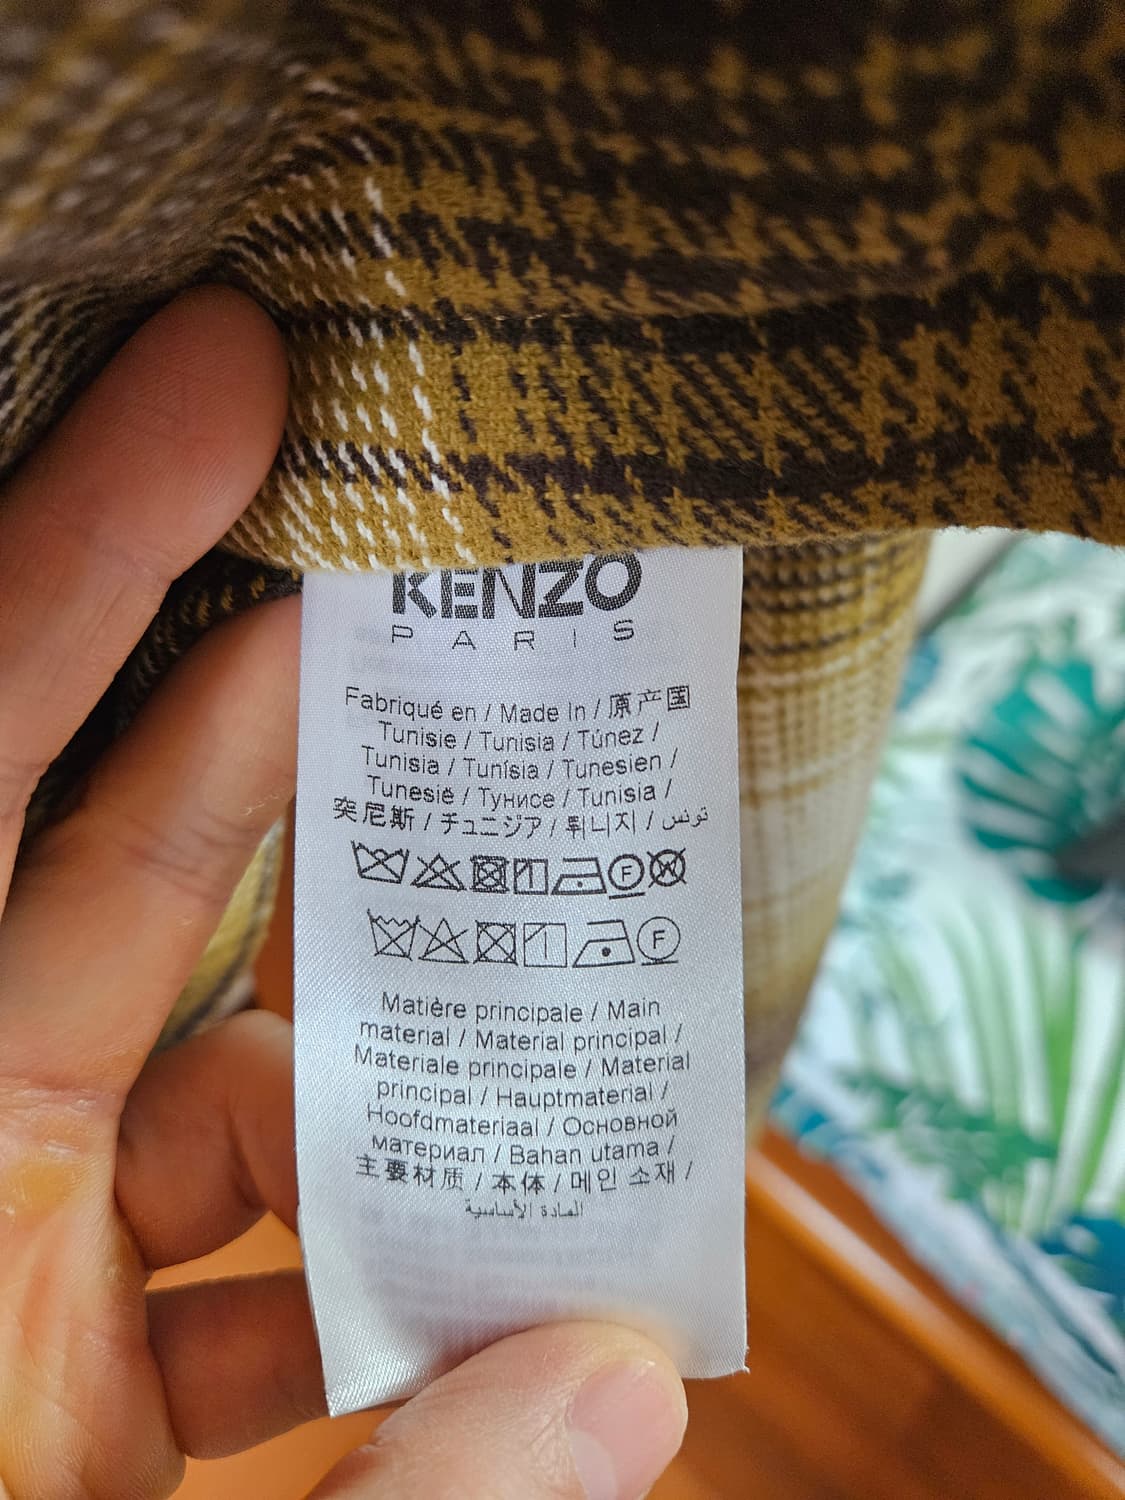 KENZO
PARIS
Fabriqué en / Made In / 原产国
Tunisie / Tunisia / Túnez /
Tunisia / Tunísia / Tunesien /
Tunesië / Тунисе / Tunisia /
突尼斯 / チュニジア / 튀니지 / تونس
F W
F
Matière principale / Main
material / Material principal /
Materiale principale / Material
principal / Hauptmaterial /
Hoofdmateriaal / Основной
материал / Bahan utama /
主要材质 / 本体 / 메인 소재 /
المادة الأساسية